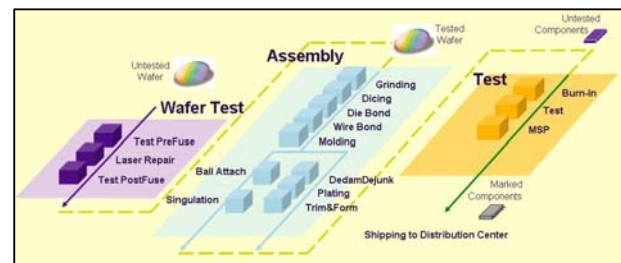 Untested
Wafer
Wafer Test
Test PreFuse
Laser Repair
Test PostFuse
Tested
Wafer
Assembly
Grinding
Dicing
Die Bond
Wire Bond
Molding
Ball Attach
Singulation
DedamDejunk
Plating
Trim&Form
Untested
Components
Test
Burn-In
Test
MSP
Marked
Components
Shipping to Distribution Center